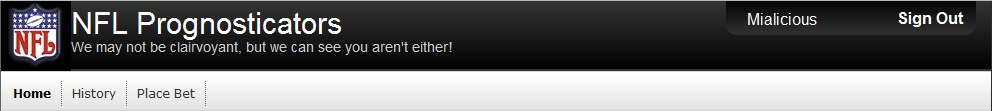 NFL
NFL Prognosticators
We may not be clairvoyant, but we can see you aren't either!
Mialicious
Sign Out
Home
History
Place Bet